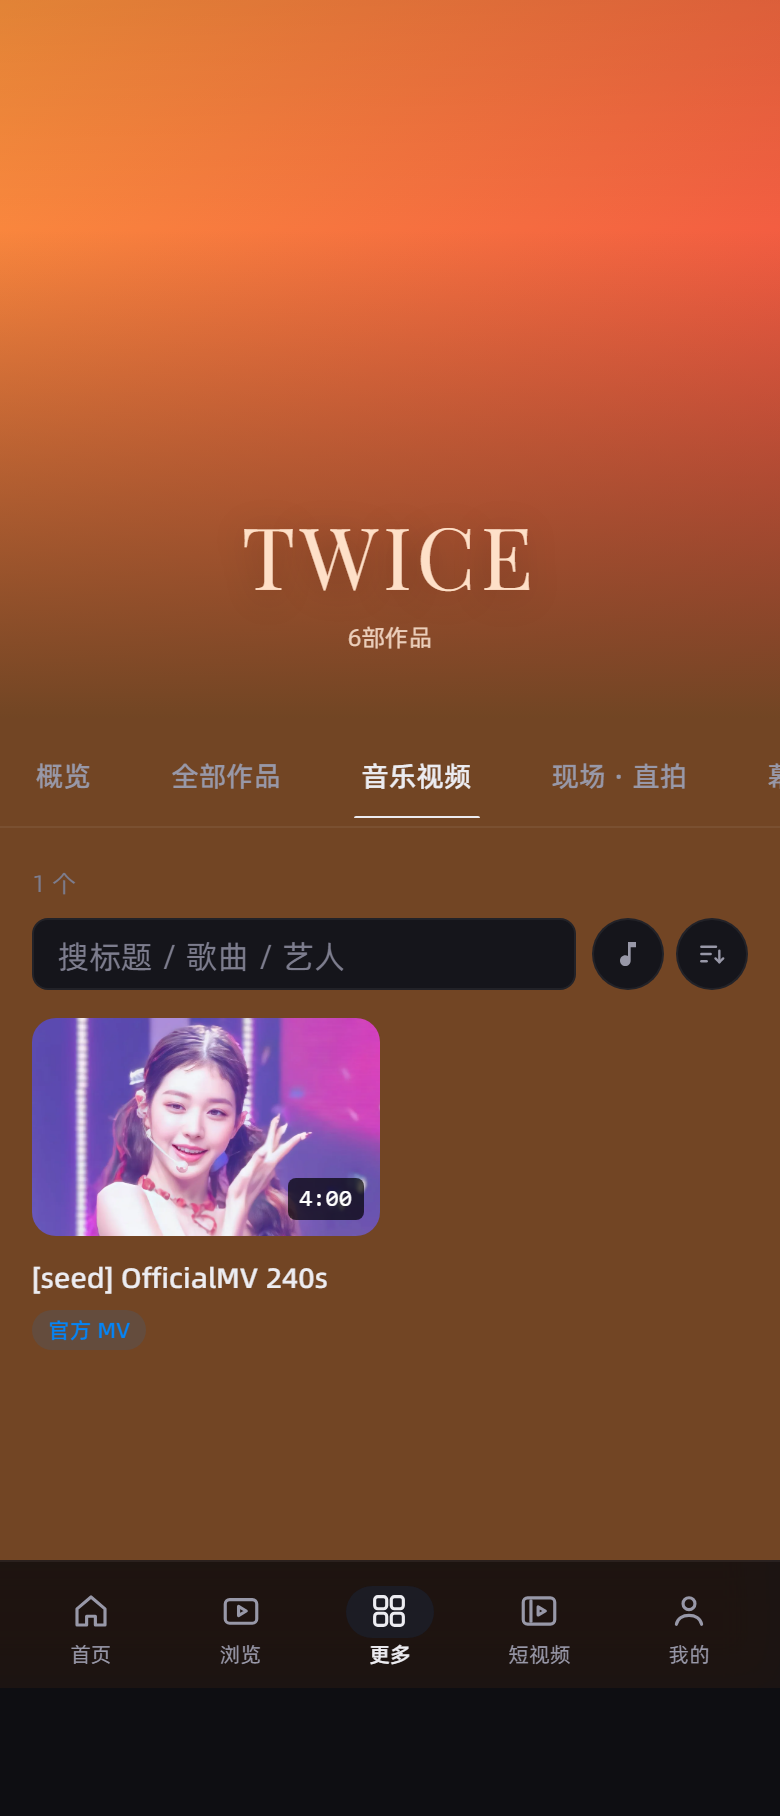 TWICE
6部作品
概览 全部作品 音乐视频 现场 · 直拍
1 个
搜标题 / 歌曲 / 艺人
4:00
[seed] OfficialMV 240s
官方 MV
首页 浏览 更多 短视频 我的